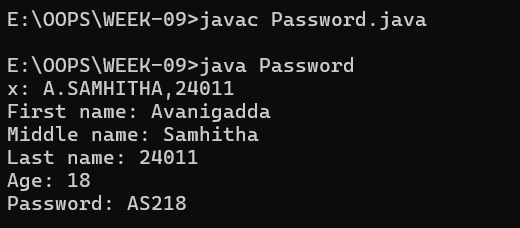 E:\OOPS\WEEK-09>javac Password.java
E:\OOPS\WEEK-09>java Password
x: A.SAMHITHA,24011
First name: Avanigadda
Middle name: Samhitha
Last name: 24011
Age: 18
Password: AS218